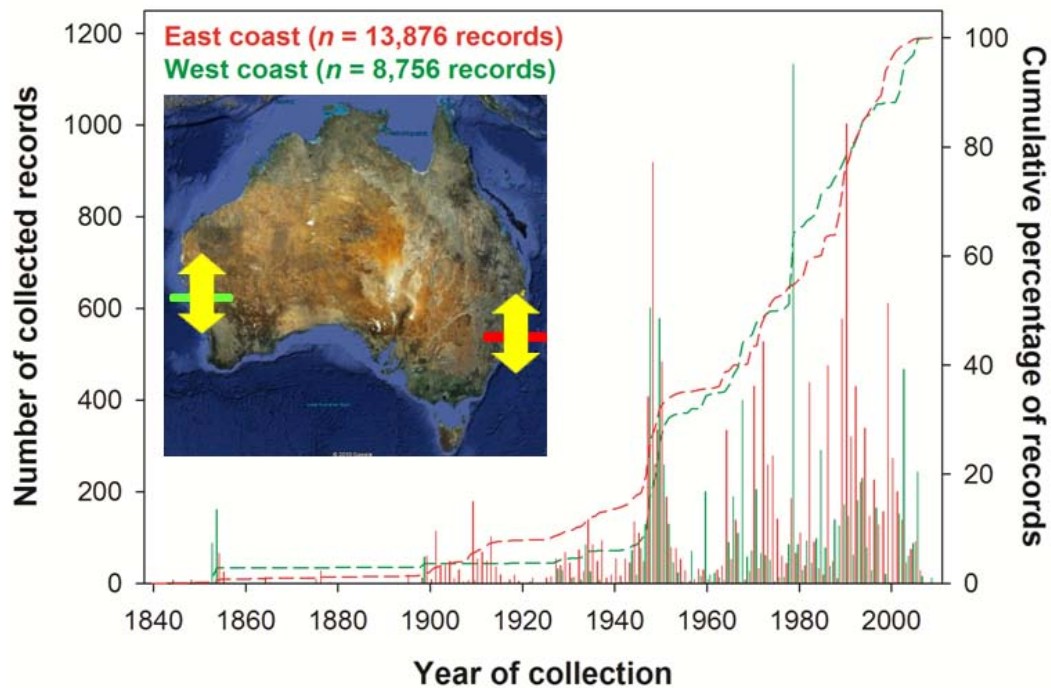 East coast (n = 13,876 records)
West coast (n = 8,756 records)
Number of collected records
1200
1000
800
600
400
200
0
Cumulative percentage of records
100
80
60
40
20
0
1840 1860 1880 1900 1920 1940 1960 1980 2000
Year of collection